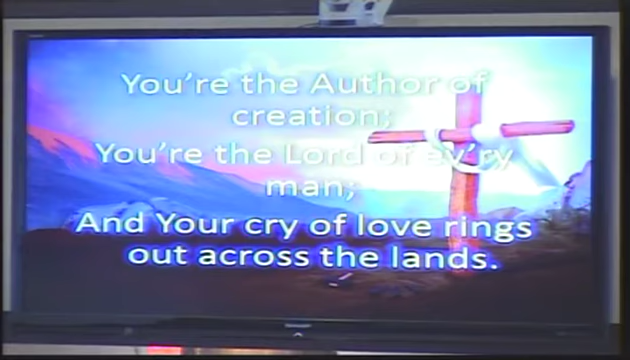 You're the Author of
creation;
You're the Lord of ev'ry
man;
And Your cry of love rings
out across the lands.